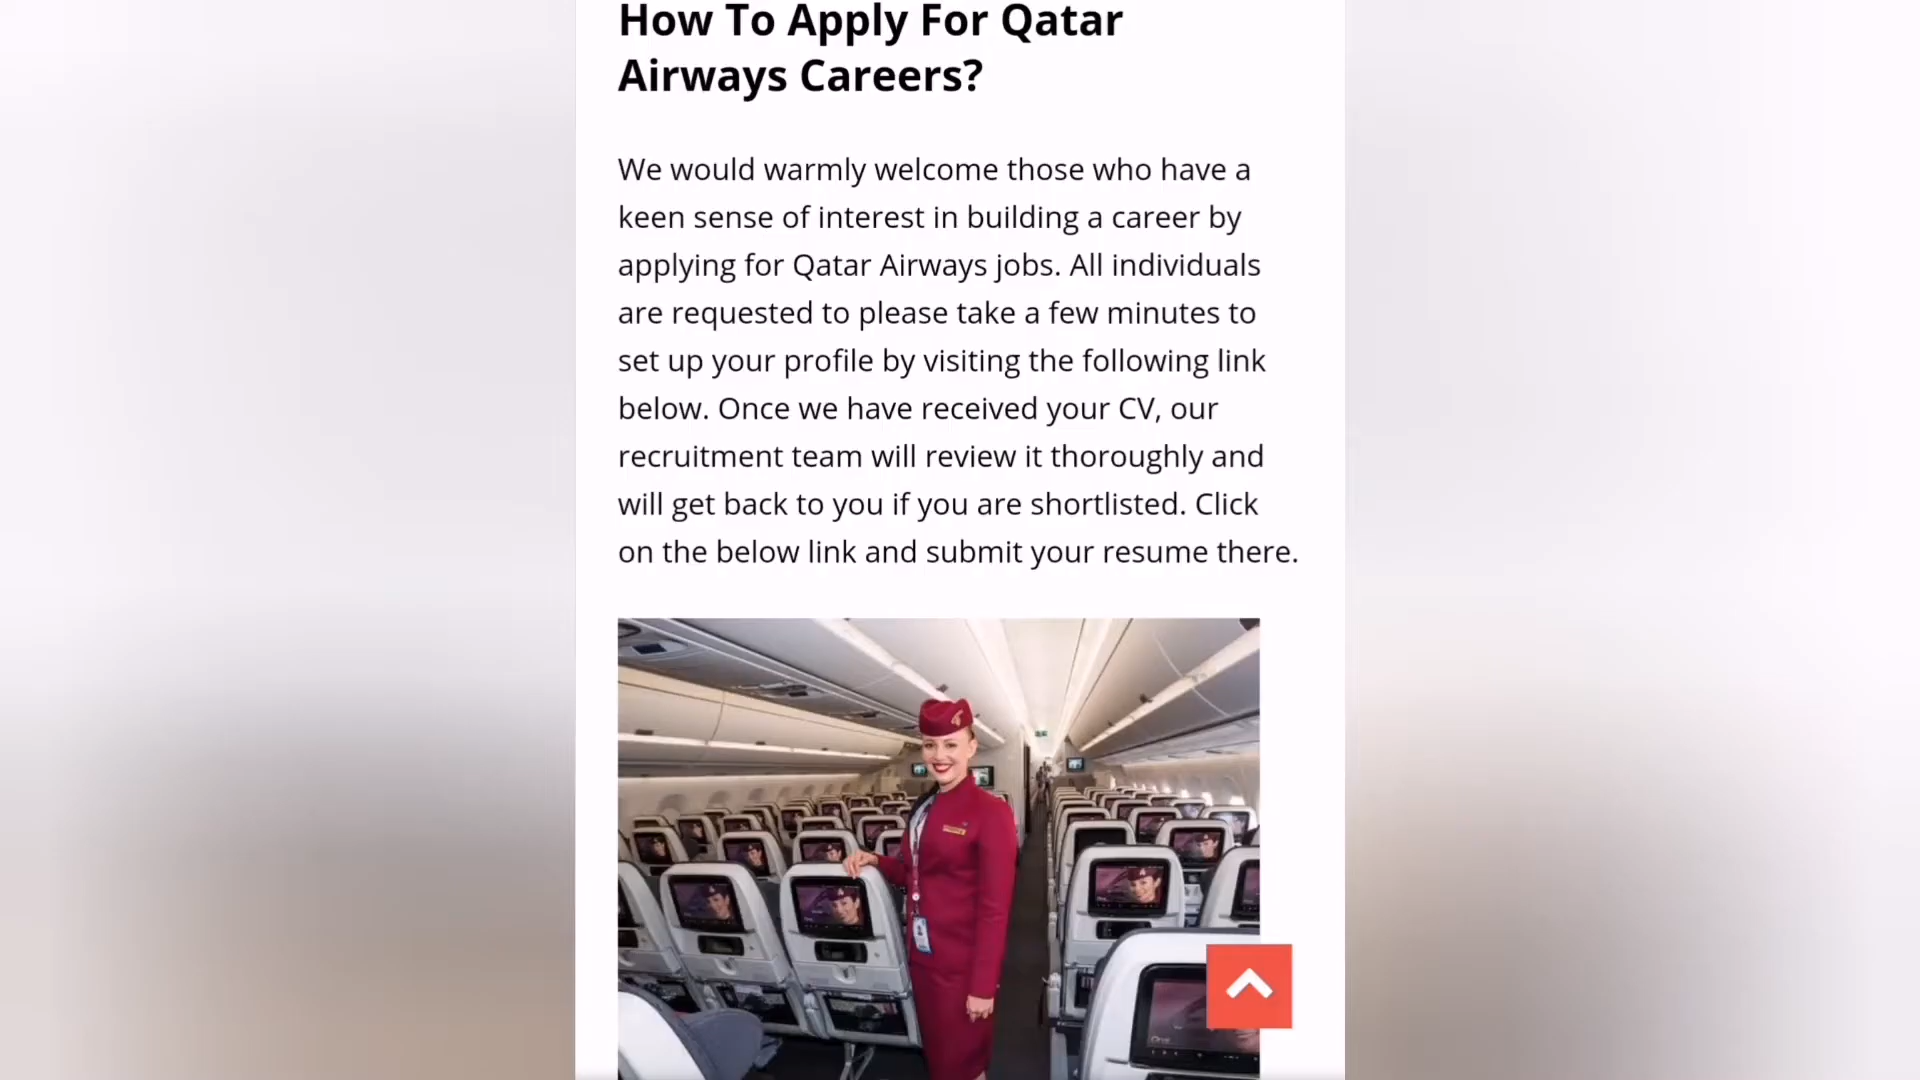 How To Apply For Qatar
Airways Careers?
We would warmly welcome those who have a
keen sense of interest in building a career by
applying for Qatar Airways jobs. All individuals
are requested to please take a few minutes to
set up your profile by visiting the following link
below. Once we have received your CV, our
recruitment team will review it thoroughly and
will get back to you if you are shortlisted. Click
on the below link and submit your resume there.